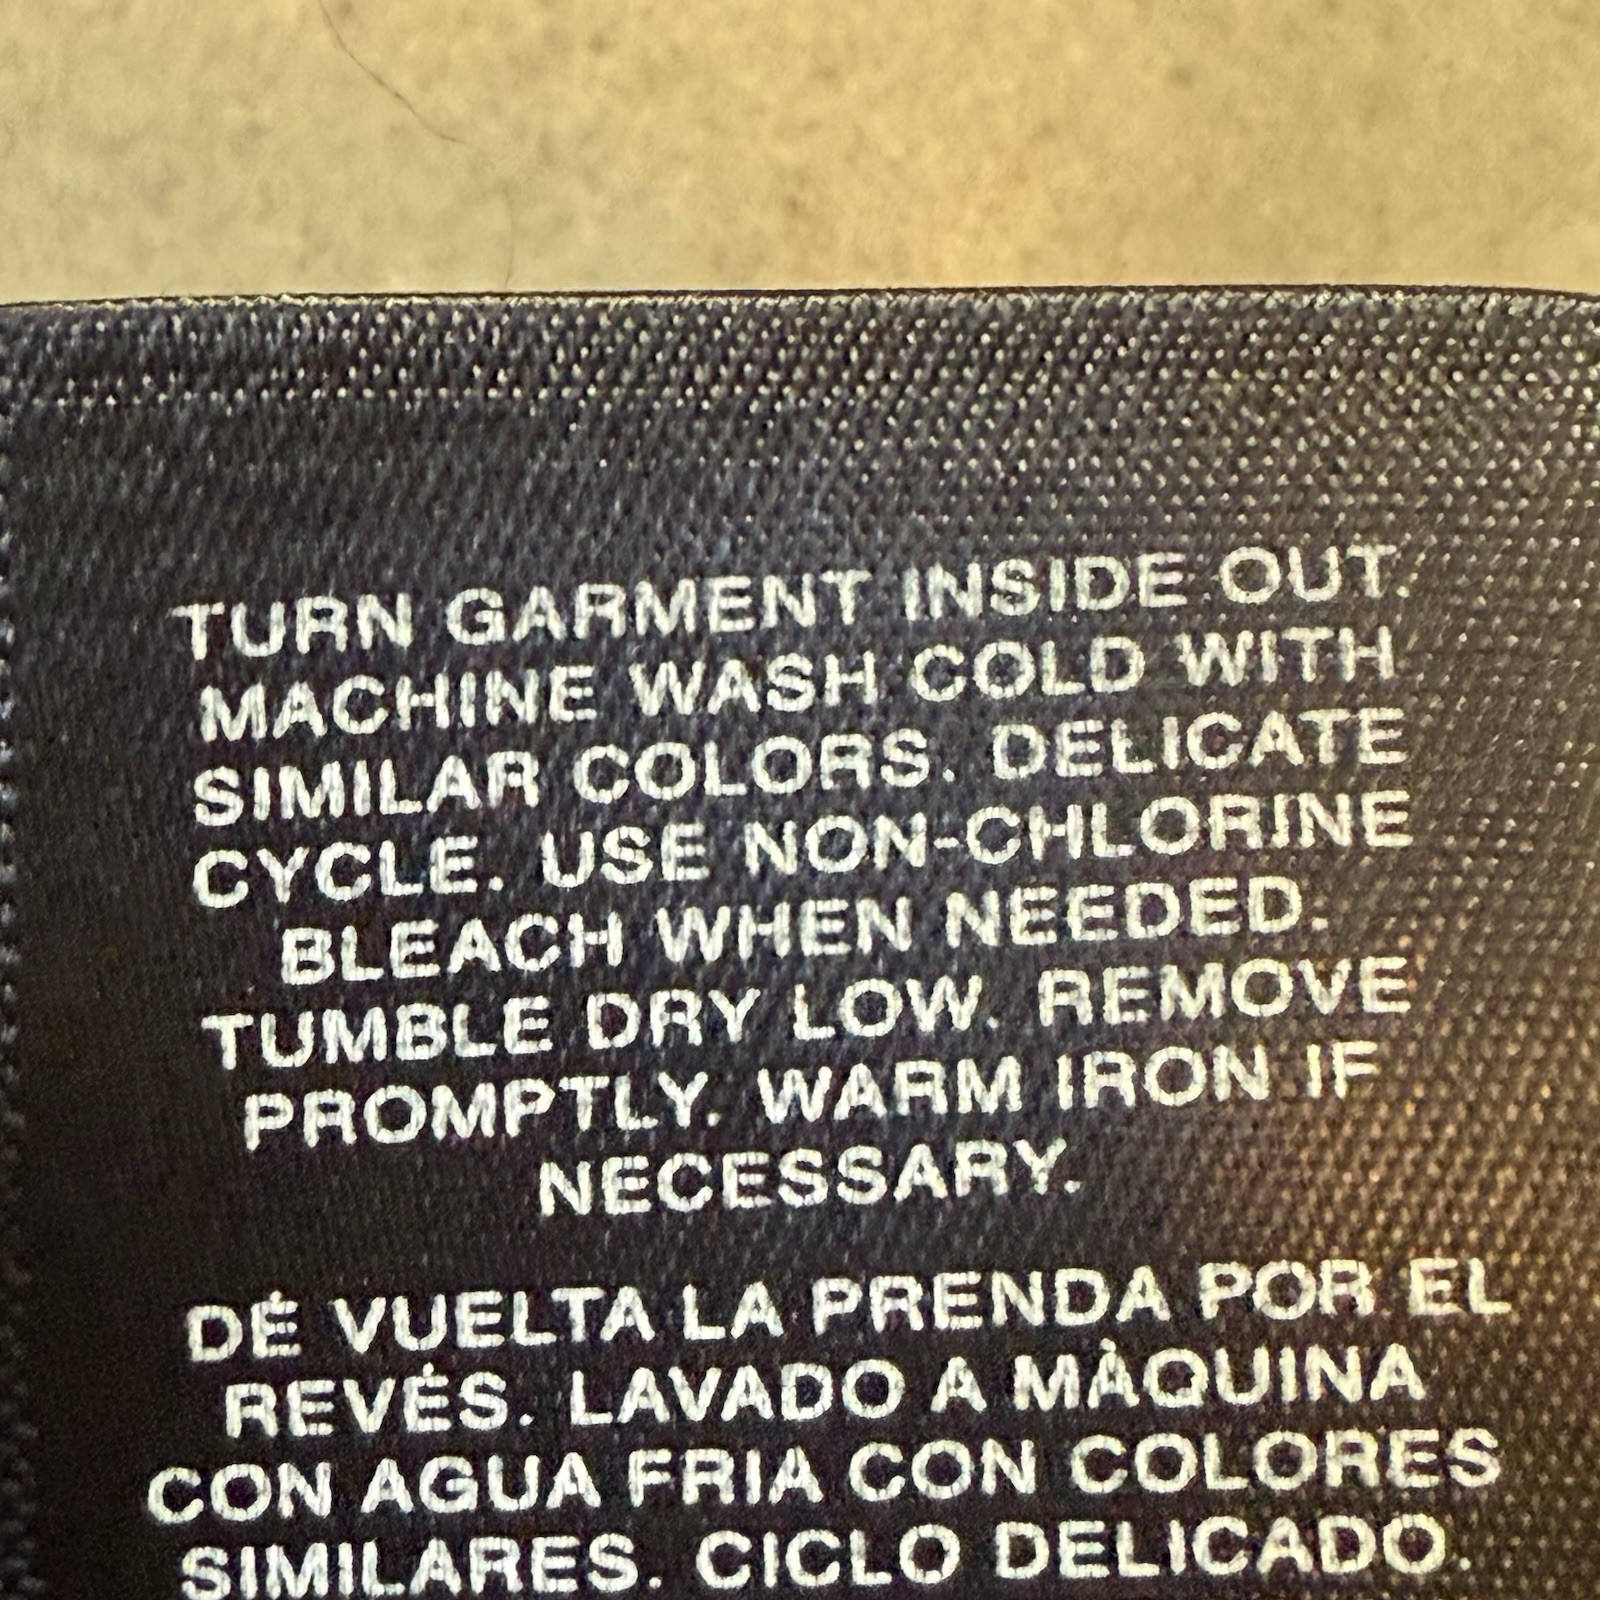 TURN GARMENT INSIDE OUT.
MACHINE WASH COLD WITH
SIMILAR COLORS. DELICATE
CYCLE. USE NON-CHLORINE
BLEACH WHEN NEEDED.
TUMBLE DRY LOW. REMOVE
PROMPTLY. WARM IRON IF
NECESSARY.
DÉ VUELTA LA PRENDA POR EL
REVÉS. LAVADO A MÀQUINA
CON AGUA FRIA CON COLORES
SIMILARES. CICLO DELICADO.